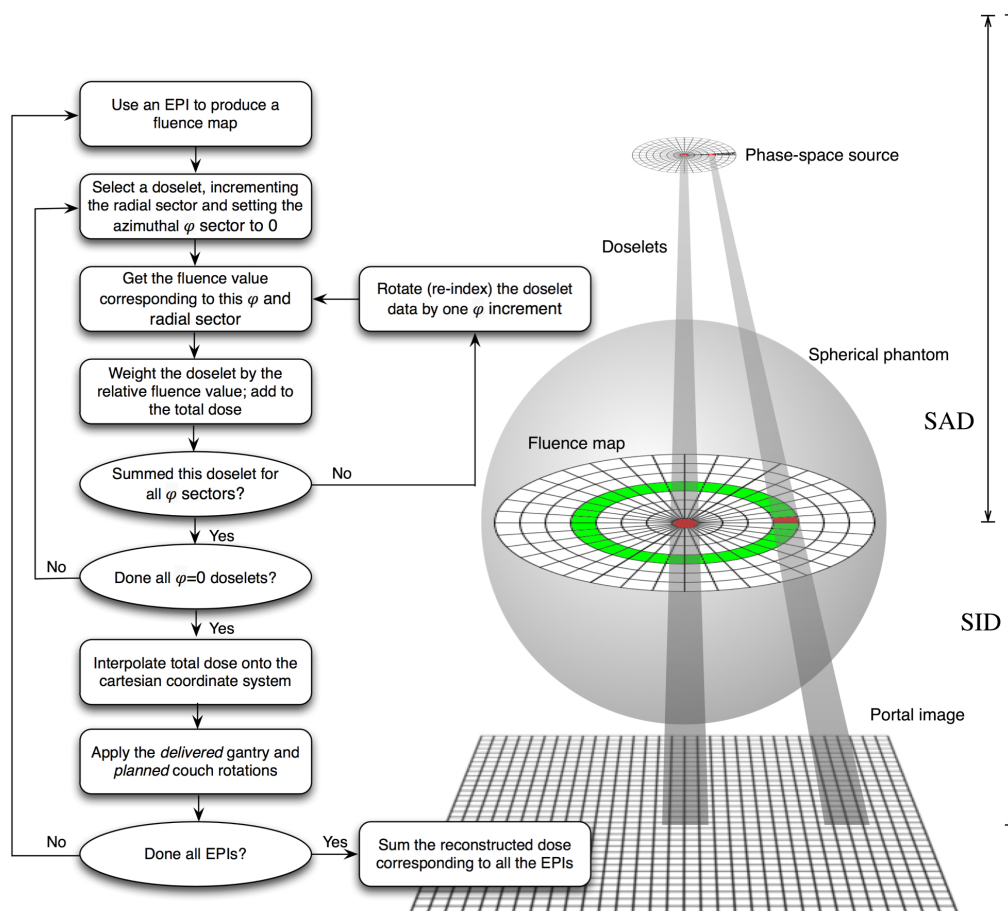 Use an EPI to produce a
fluence map
Select a doselet, incrementing
the radial sector and setting the
azimuthal φ sector to 0
Get the fluence value
corresponding to this φ and
radial sector
Rotate (re-index) the doselet
data by one φ increment
Weight the doselet by the
relative fluence value; add to
the total dose
Summed this doselet for
all φ sectors?
No
Yes
Done all φ=0 doselets?
No
Yes
Interpolate total dose onto the
cartesian coordinate system
Apply the delivered gantry and
planned couch rotations
Done all EPIs?
No
Yes
Sum the reconstructed dose
corresponding to all the EPIs
Phase-space source
Doselets
Spherical phantom
SAD
Fluence map
SID
Portal image